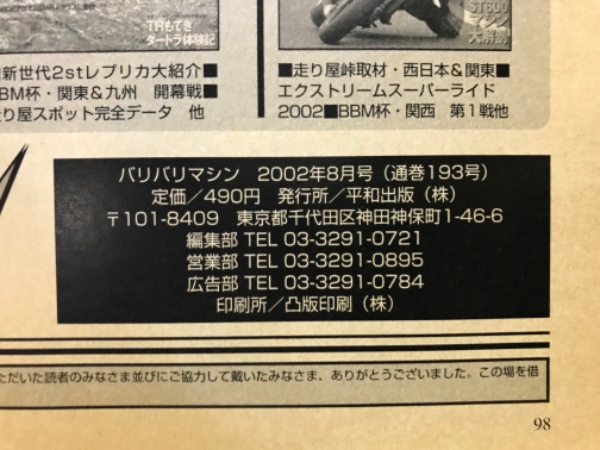 TRもてぎ
タートラ体験記
ST600
マシン
大解剖
新世代2stレプリカ大紹介■
BBM杯・関東&九州　開幕戦■
り屋スポット完全データ　他
■走り屋峠取材・西日本&関東■
エクストリームスーパーライド
2002■BBM杯・関西　第1戦他
バリバリマシン　2002年8月号（通巻193号）
定価／490円　発行所／平和出版（株）
〒101-8409　東京都千代田区神田神保町1-46-6
編集部 TEL 03-3291-0721
営業部 TEL 03-3291-0895
広告部 TEL 03-3291-0784
印刷所／凸版印刷（株）
ただいた読者のみなさま並びにご協力して戴いたみなさま、ありがとうございました。この場を借
98